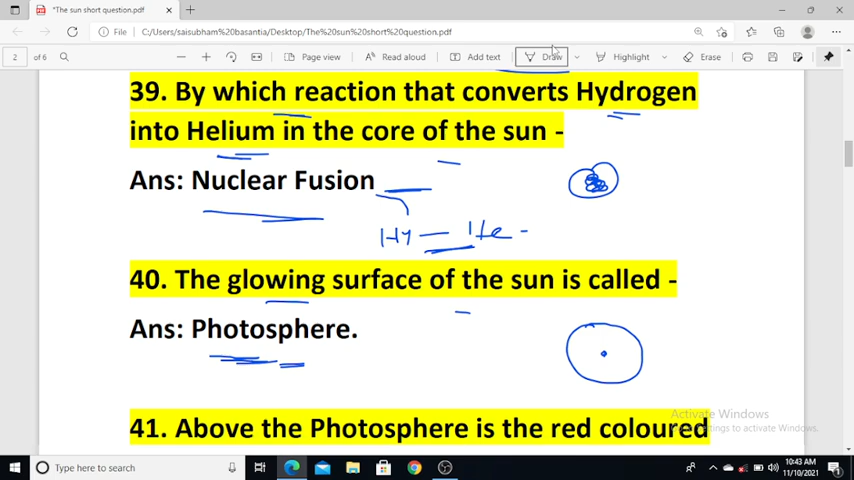 *The sun short question.pdf
File
C:/Users/saisubham%20basantia/Desktop/The%20sun%20short%20question.pdf
2 of 6
Page view
Read aloud
Add text
Draw
Highlight
Erase
39. By which reaction that converts Hydrogen
into Helium in the core of the sun -
Ans: Nuclear Fusion
Hy — He -
40. The glowing surface of the sun is called -
Ans: Photosphere.
Activate Windows
Settings to activate Windows.
41. Above the Photosphere is the red coloured
Type here to search
10:43 AM
11/10/2021